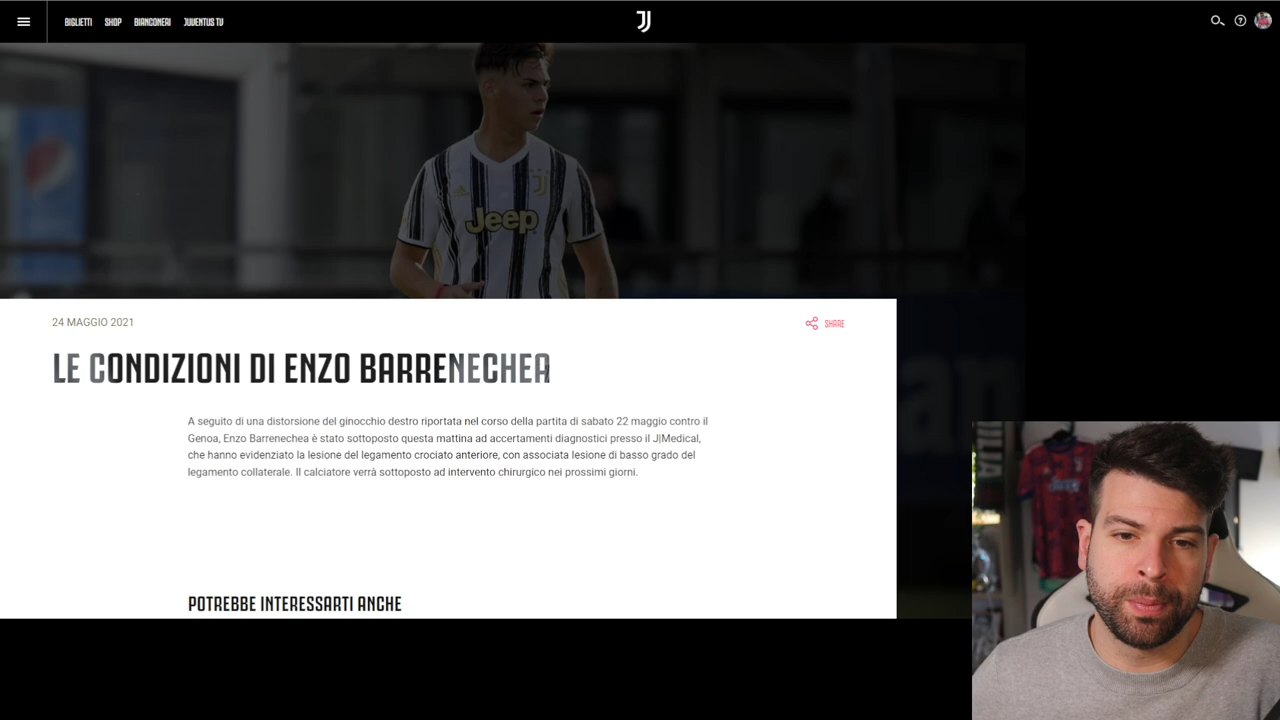 BIGLIETTI SHOP BIANCONERI JUVENTUS TV
Jeep
24 MAGGIO 2021
SHARE
LE CONDIZIONI DI ENZO BARRENECHEA
A seguito di una distorsione del ginocchio destro riportata nel corso della partita di sabato 22 maggio contro il
Genoa, Enzo Barrenechea è stato sottoposto questa mattina ad accertamenti diagnostici presso il J|Medical,
che hanno evidenziato la lesione del legamento crociato anteriore, con associata lesione di basso grado del
legamento collaterale. Il calciatore verrà sottoposto ad intervento chirurgico nei prossimi giorni.
POTREBBE INTERESSARTI ANCHE